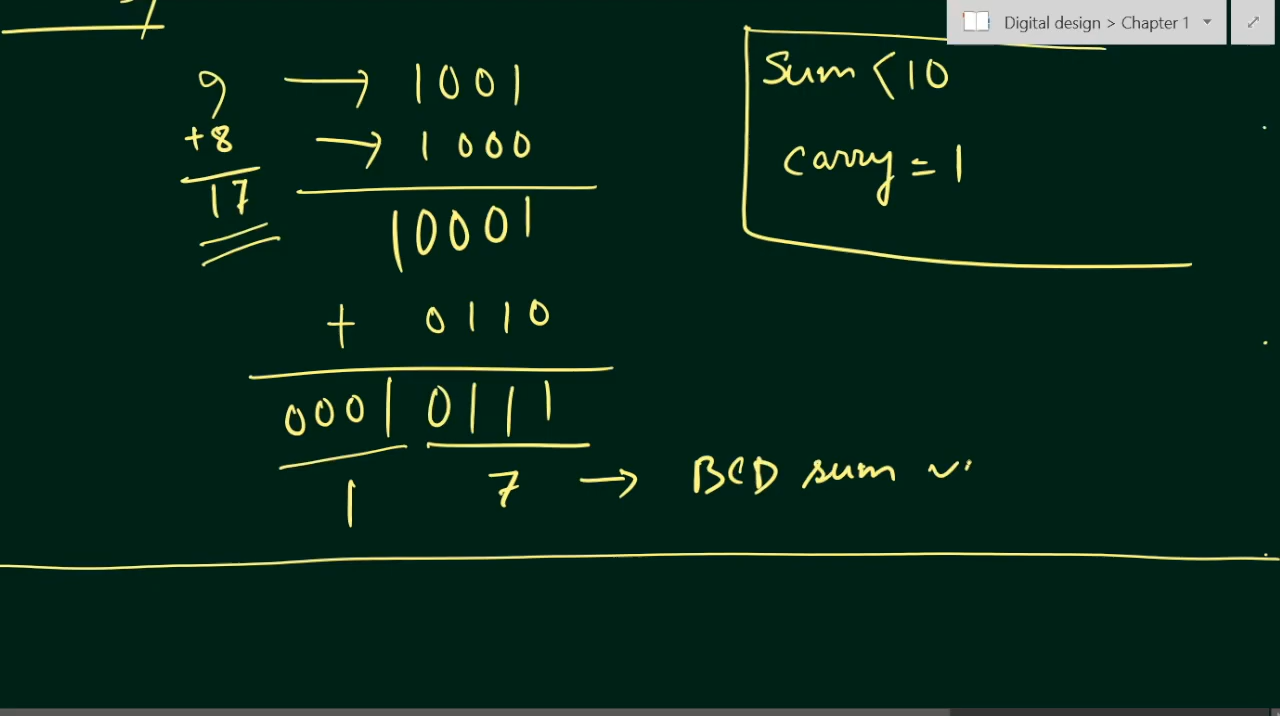 Digital design > Chapter 1
9 → 1001
+8 → 1000
17 10001
+ 0110
0001 0111
1 7 → BCD sum
Sum < 10
carry = 1